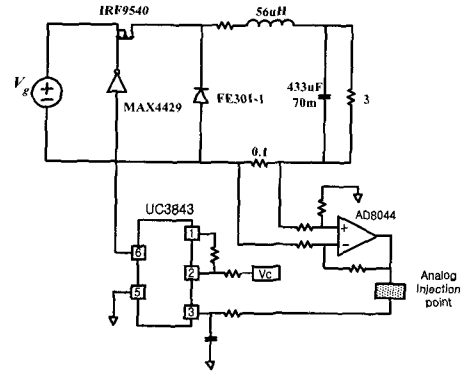 IRF9540
56uH
Vg
MAX4429
FE301-1
433uF
70m
3
0.1
UC3843
AD8044
1
6
2
Vc
5
3
Analog
Injection
point